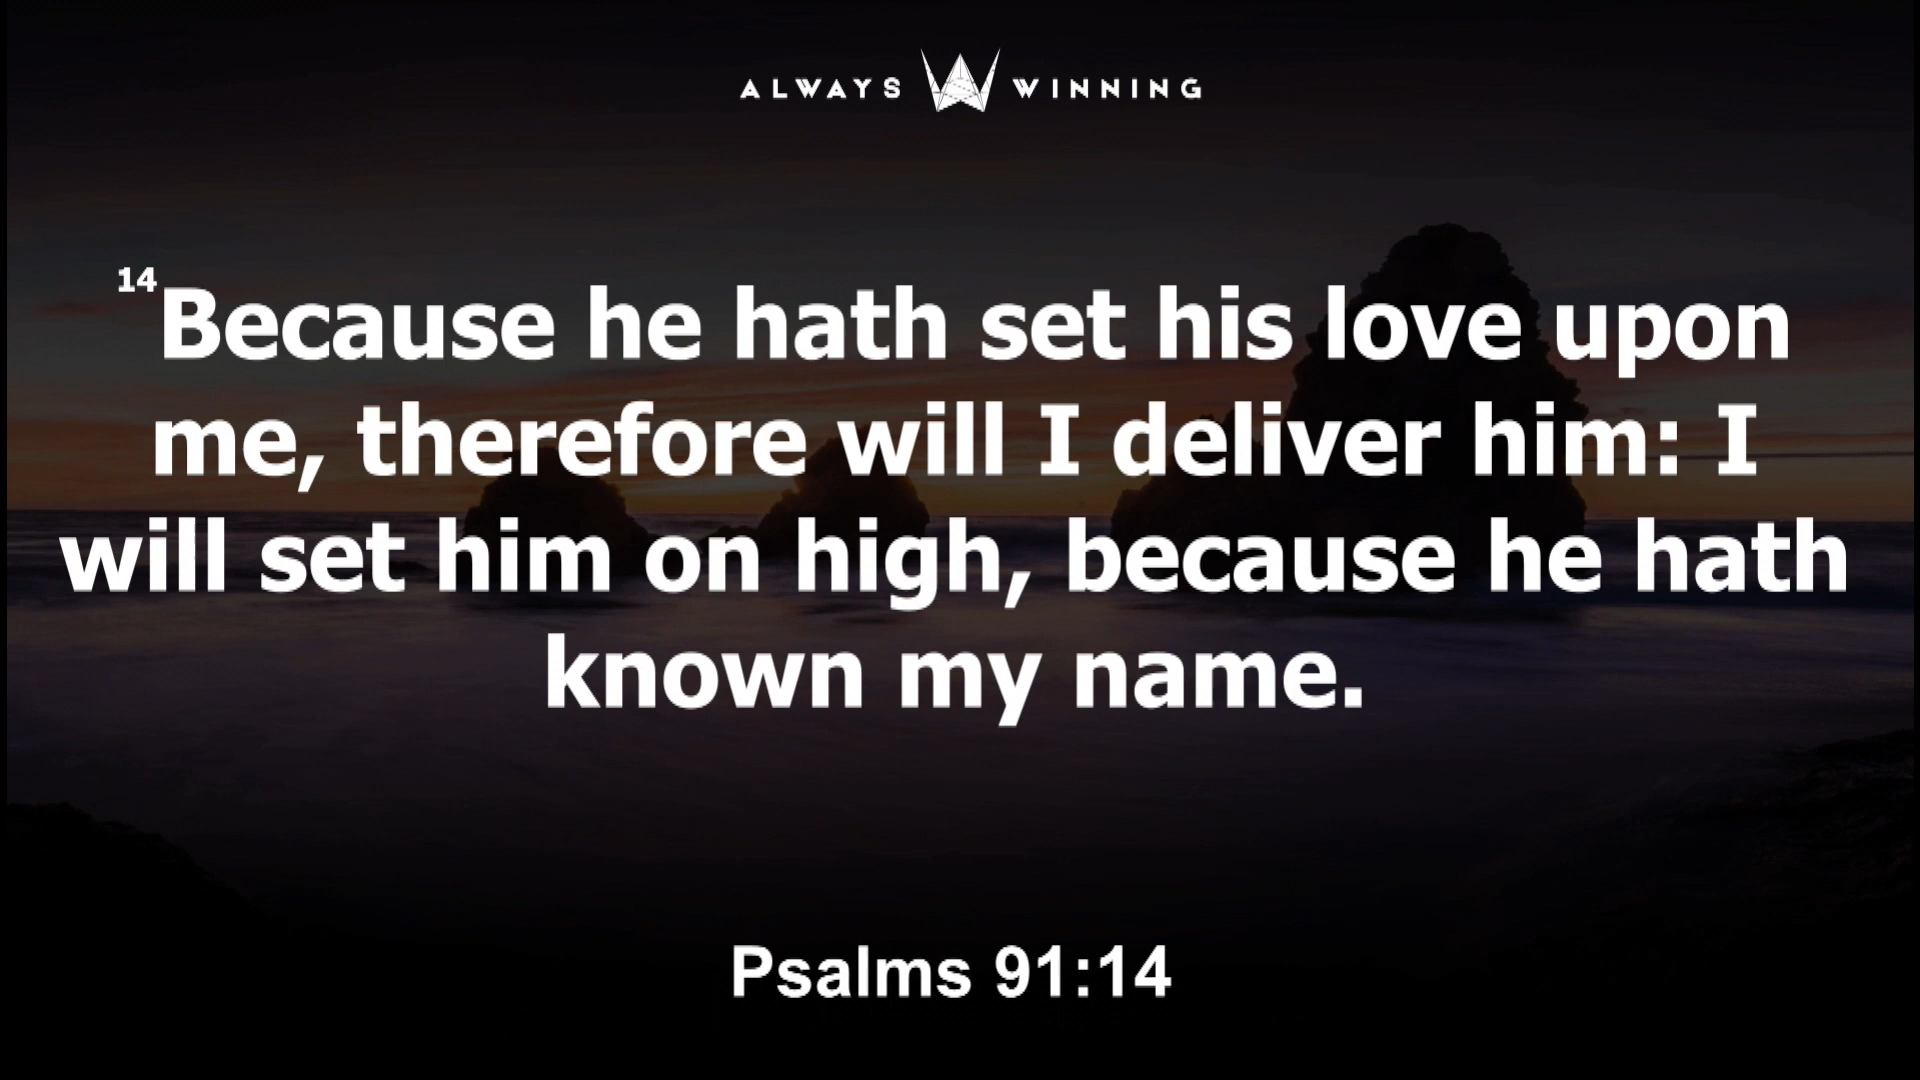 ALWAYS WINNING
14 Because he hath set his love upon
me, therefore will I deliver him: I
will set him on high, because he hath
known my name.
Psalms 91:14